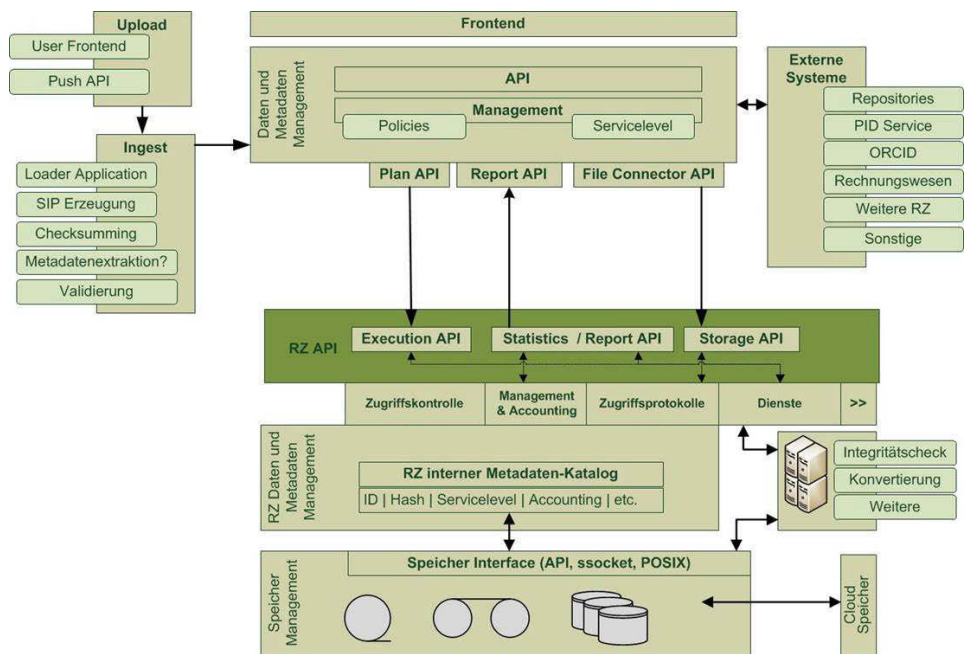 Upload
User Frontend
Push API
Ingest
Loader Application
SIP Erzeugung
Checksumming
Metadatenextraktion?
Validierung
Frontend
Daten und
Metadaten
Management
API
Management
Policies
Servicelevel
Plan API
Report API
File Connector API
Externe
Systeme
Repositories
PID Service
ORCID
Rechnungswesen
Weitere RZ
Sonstige
RZ API
Execution API
Statistics / Report API
Storage API
Zugriffskontrolle
Management
& Accounting
Zugriffsprotokolle
Dienste
>>
RZ Daten und
Metadaten
Management
RZ interner Metadaten-Katalog
ID | Hash | Servicelevel | Accounting | etc.
Integritätscheck
Konvertierung
Weitere
Speicher
Management
Speicher Interface (API, ssocket, POSIX)
Cloud
Speicher